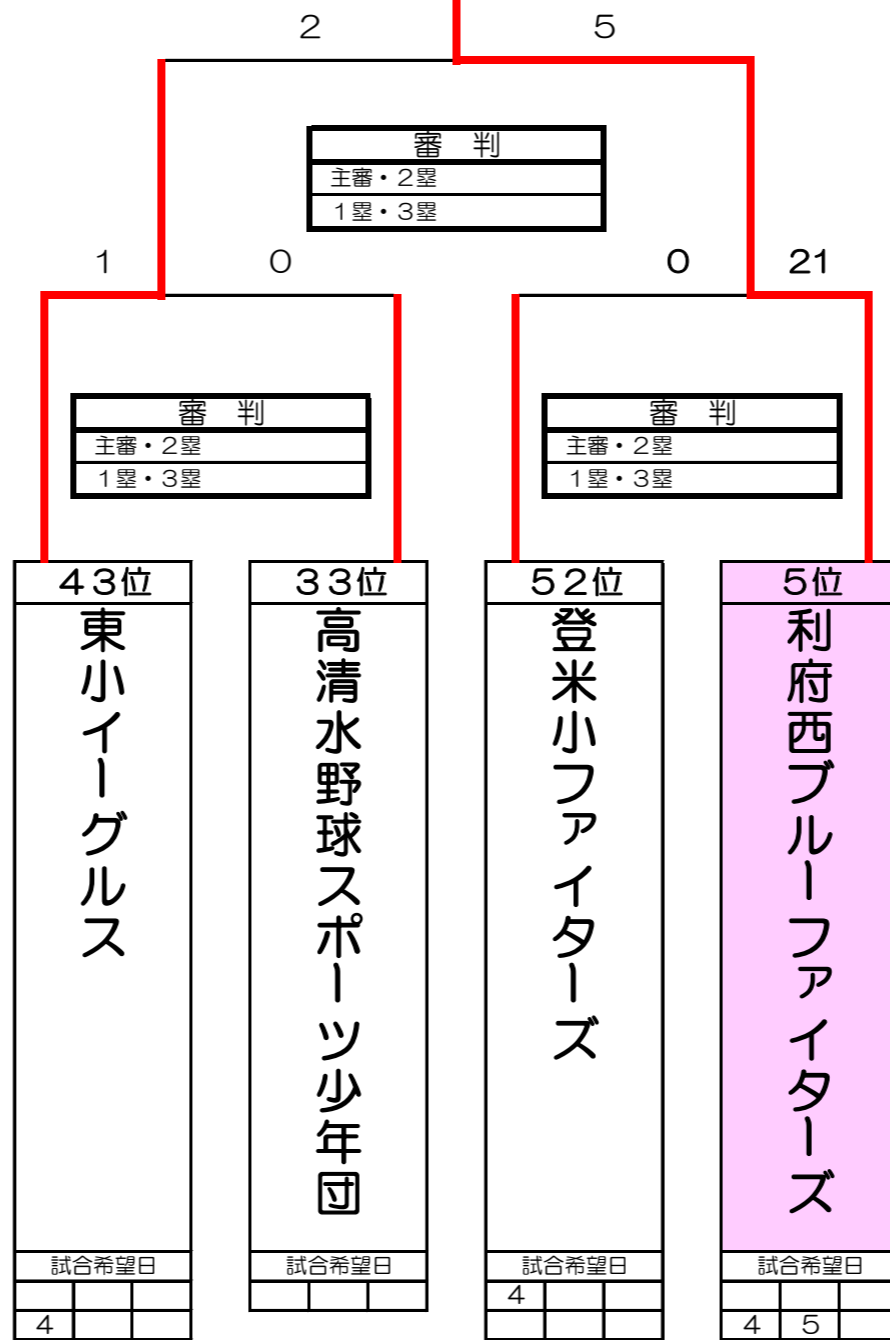 ２ ５
審 判
主審・２塁
１塁・３塁
１ ０ ０ 21
審 判
主審・２塁
１塁・３塁
審 判
主審・２塁
１塁・３塁
４３位
東小イーグルス
試合希望日
４
３３位
高清水野球スポーツ少年団
試合希望日
５２位
登米小ファイターズ
試合希望日
４
５位
利府西ブルーファイターズ
試合希望日
４ ５